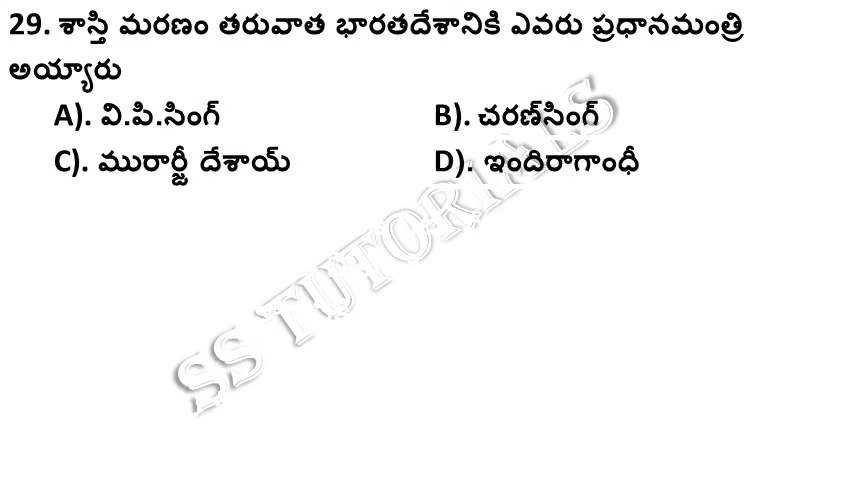 29. శాస్తి మరణం తరువాత భారతదేశానికి ఎవరు ప్రధానమంత్రి
అయ్యారు
A). వి.పి.సింగ్ B). చరణ్‌సింగ్
C). మురార్జీ దేశాయ్ D). ఇందిరాగాంధీ
SS TUTORIALS